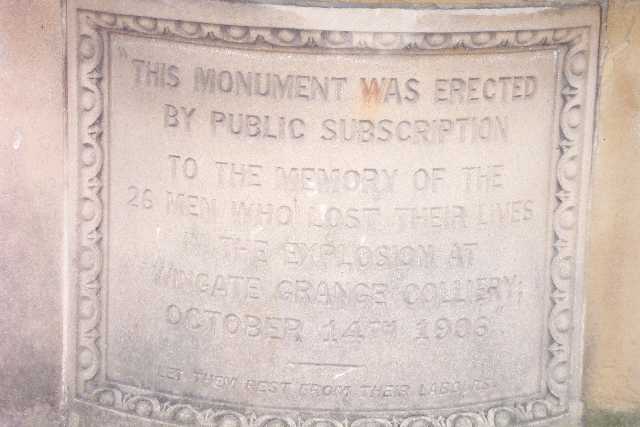 "THIS MONUMENT WAS ERECTED
BY PUBLIC SUBSCRIPTION
TO THE MEMORY OF THE
26 MEN WHO LOST THEIR LIVES
IN THE EXPLOSION AT
WINGATE GRANGE COLLIERY,
OCTOBER 14TH 1906"
LET THEM REST FROM THEIR LABOURS.